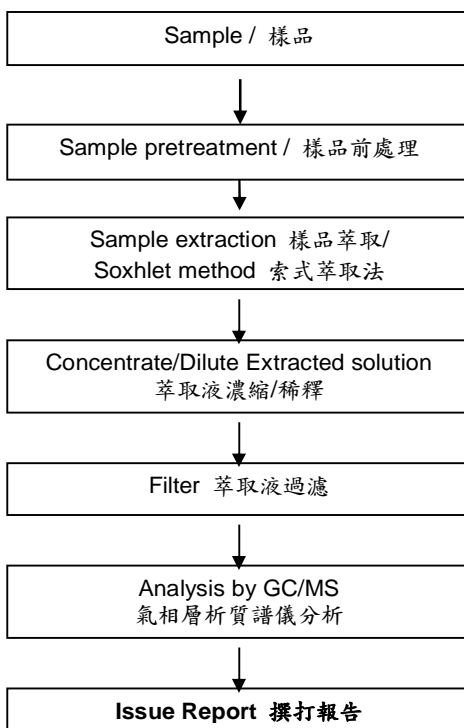 Sample / 樣品
Sample pretreatment / 樣品前處理
Sample extraction 樣品萃取/
Soxhlet method 索式萃取法
Concentrate/Dilute Extracted solution
萃取液濃縮/稀釋
Filter 萃取液過濾
Analysis by GC/MS
氣相層析質譜儀分析
Issue Report 撰打報告